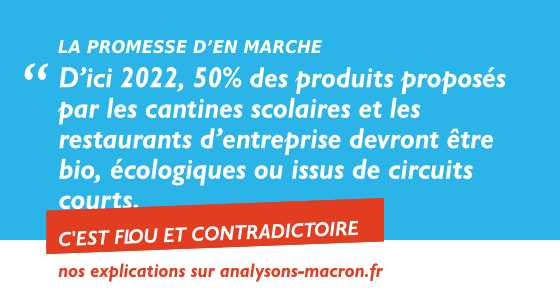 LA PROMESSE D'EN MARCHE
“ D'ici 2022, 50% des produits proposés
par les cantines scolaires et les
restaurants d'entreprise devront être
bio, écologiques ou issus de circuits
courts.
C'EST FLOU ET CONTRADICTOIRE
nos explications sur analysons-macron.fr